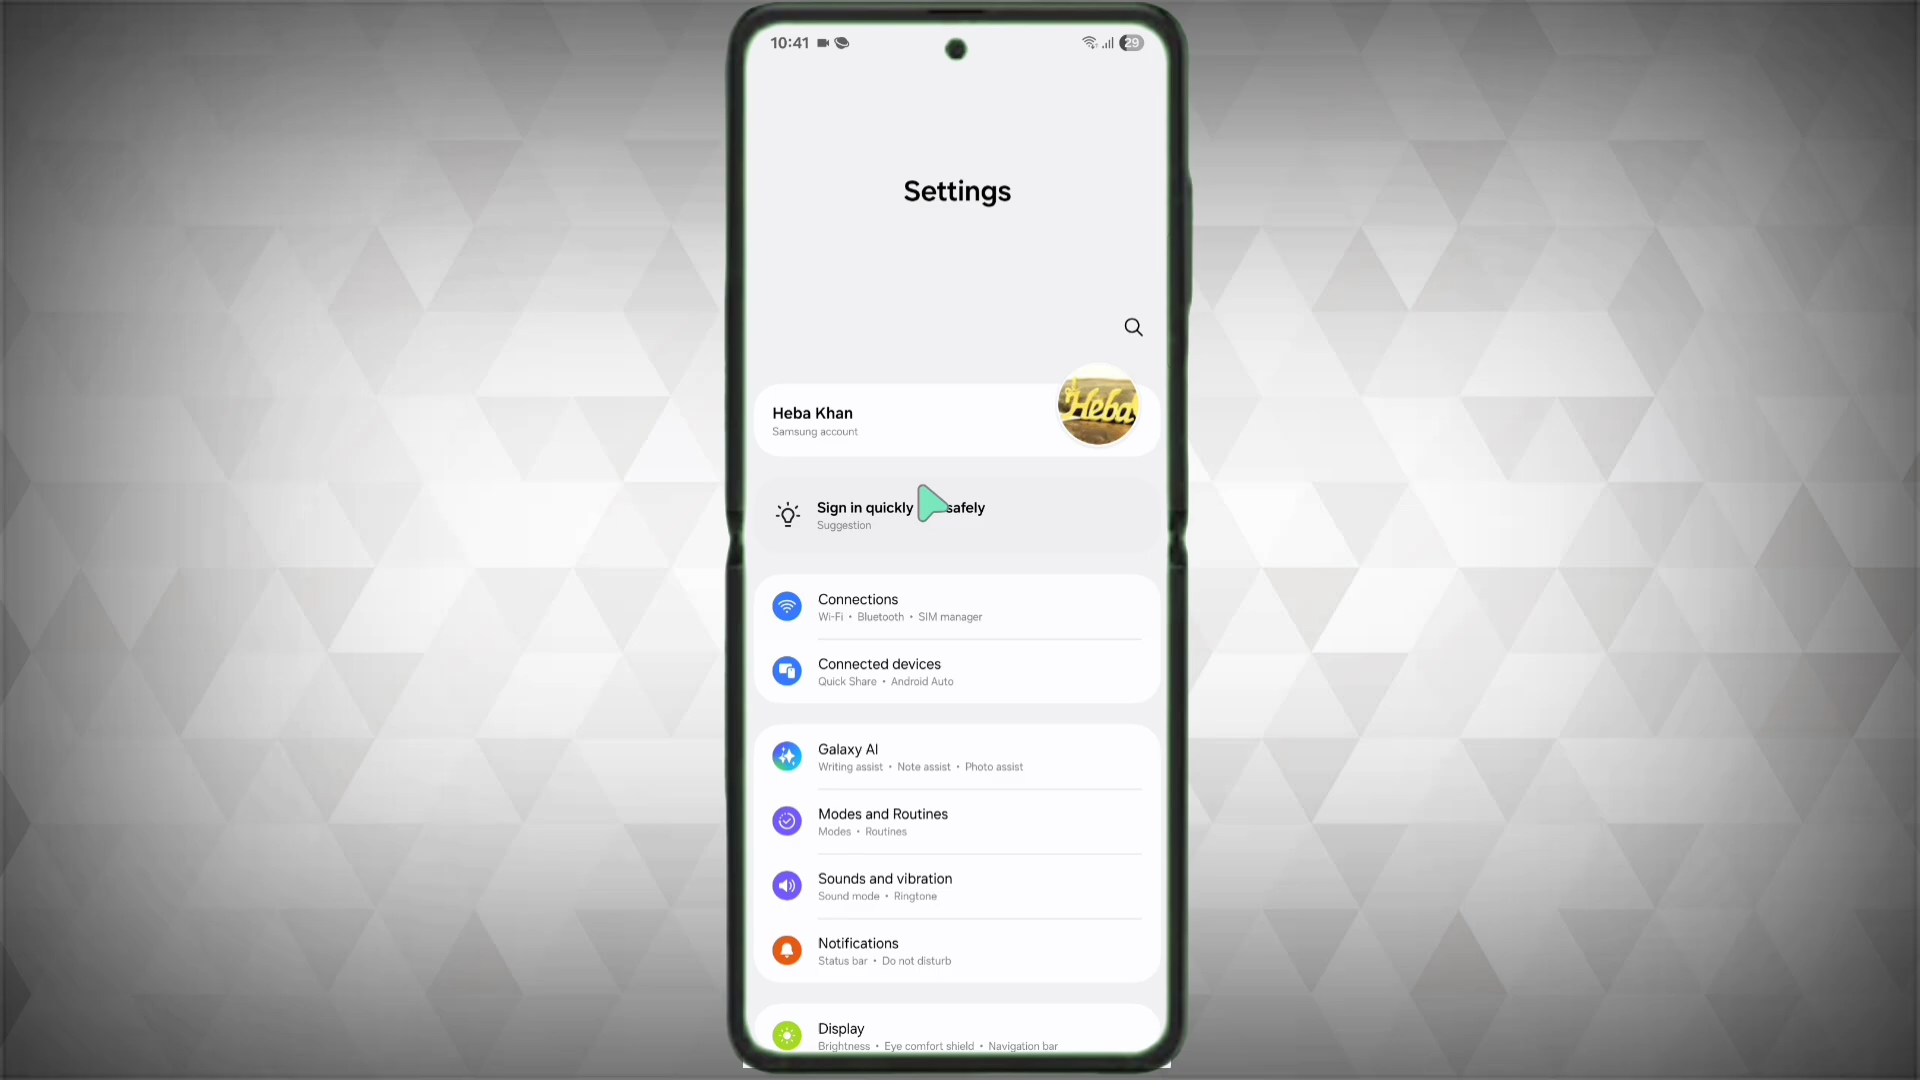 10:41
29
Settings
Heba Khan
Samsung account
Heba
Sign in quickly safely
Suggestion
Connections
Wi-Fi • Bluetooth • SIM manager
Connected devices
Quick Share • Android Auto
Galaxy AI
Writing assist • Note assist • Photo assist
Modes and Routines
Modes • Routines
Sounds and vibration
Sound mode • Ringtone
Notifications
Status bar • Do not disturb
Display
Brightness • Eye comfort shield • Navigation bar